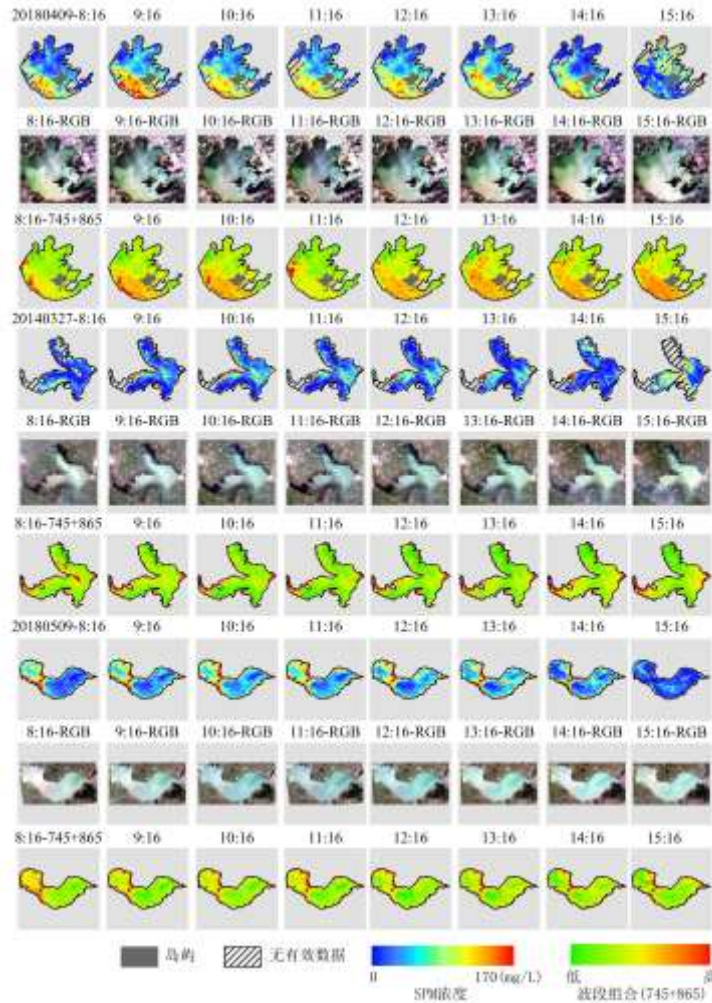 20180409-8:16 9:16 10:16 11:16 12:16 13:16 14:16 15:16
8:16-RGB 9:16-RGB 10:16-RGB 11:16-RGB 12:16-RGB 13:16-RGB 14:16-RGB 15:16-RGB
8:16-745+865 9:16 10:16 11:16 12:16 13:16 14:16 15:16
20140327-8:16 9:16 10:16 11:16 12:16 13:16 14:16 15:16
8:16-RGB 9:16-RGB 10:16-RGB 11:16-RGB 12:16-RGB 13:16-RGB 14:16-RGB 15:16-RGB
8:16-745+865 9:16 10:16 11:16 12:16 13:16 14:16 15:16
20180509-8:16 9:16 10:16 11:16 12:16 13:16 14:16 15:16
8:16-RGB 9:16-RGB 10:16-RGB 11:16-RGB 12:16-RGB 13:16-RGB 14:16-RGB 15:16-RGB
8:16-745+865 9:16 10:16 11:16 12:16 13:16 14:16 15:16
岛屿 无有效数据
0 170(mg/L) 低 高
SPM浓度 波段组合(745+865)